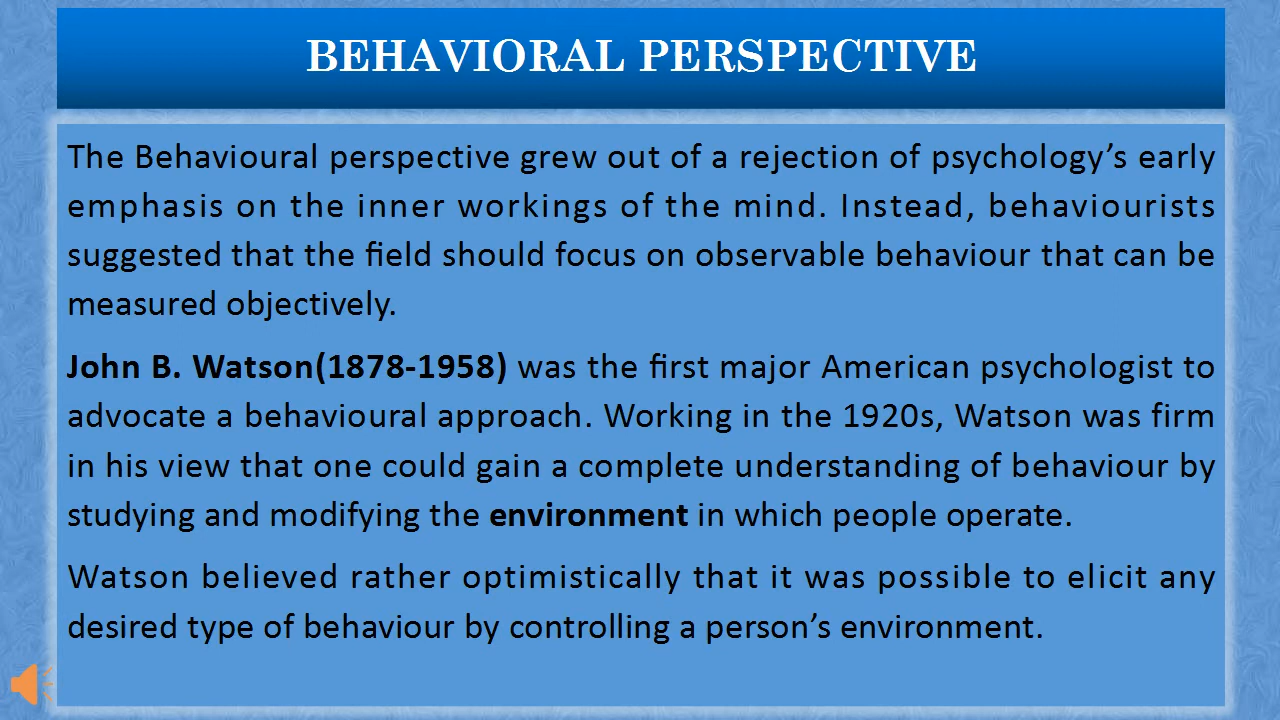 BEHAVIORAL PERSPECTIVE
The Behavioural perspective grew out of a rejection of psychology’s early
emphasis on the inner workings of the mind. Instead, behaviourists
suggested that the field should focus on observable behaviour that can be
measured objectively.
John B. Watson(1878-1958) was the first major American psychologist to
advocate a behavioural approach. Working in the 1920s, Watson was firm
in his view that one could gain a complete understanding of behaviour by
studying and modifying the environment in which people operate.
Watson believed rather optimistically that it was possible to elicit any
desired type of behaviour by controlling a person’s environment.